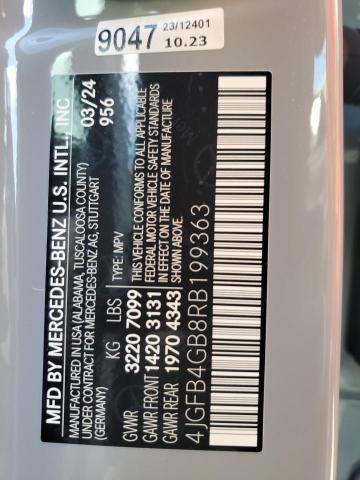 9047
23/12401
10.23
MFD BY MERCEDES-BENZ U.S. INTL., INC
MANUFACTURED IN USA (ALABAMA, TUSCALOOSA COUNTY)
UNDER CONTRACT FOR MERCEDES-BENZ AG, STUTTGART
(GERMANY)
03/24
956
KG LBS TYPE: MPV
GVWR 3220 7099
GAWR FRONT 1420 3131
GAWR REAR 1970 4343
THIS VEHICLE CONFORMS TO ALL APPLICABLE
FEDERAL MOTOR VEHICLE SAFETY STANDARDS
IN EFFECT ON THE DATE OF MANUFACTURE
4JGFB4GB8RB199363